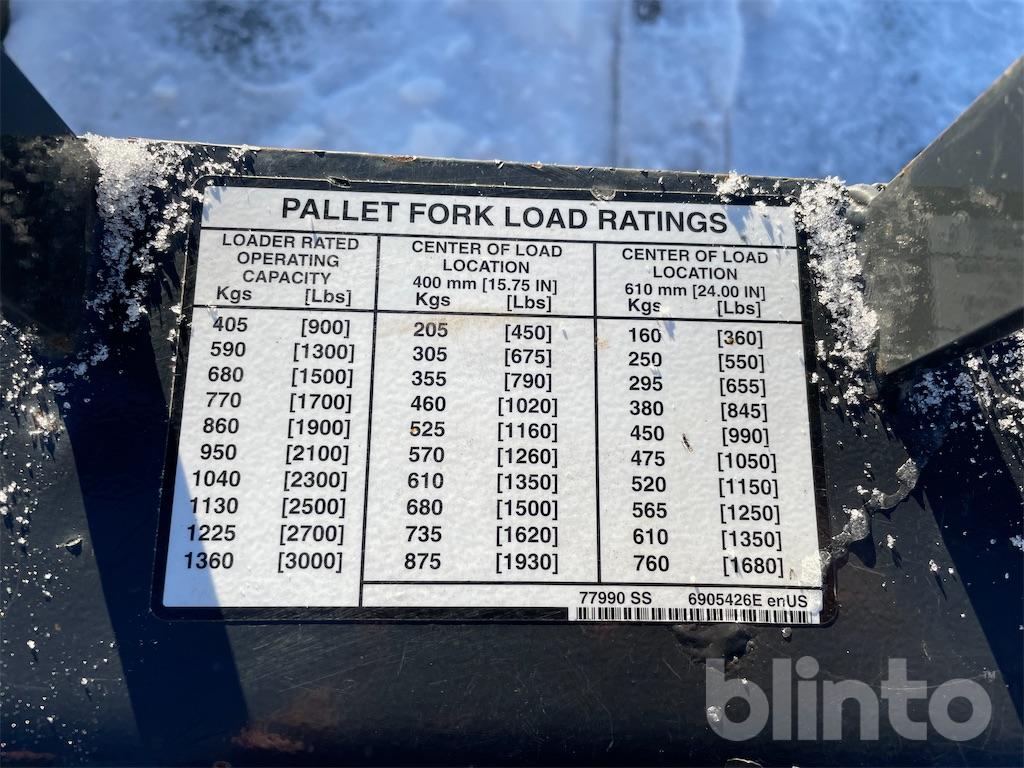 PALLET FORK LOAD RATINGS
LOADER RATED
OPERATING
CAPACITY
Kgs [Lbs]
CENTER OF LOAD
LOCATION
400 mm [15.75 IN]
Kgs [Lbs]
CENTER OF LOAD
LOCATION
610 mm [24.00 IN]
Kgs [Lbs]
405 [900] 205 [450] 160 [360]
590 [1300] 305 [675] 250 [550]
680 [1500] 355 [790] 295 [655]
770 [1700] 460 [1020] 380 [845]
860 [1900] 525 [1160] 450 [990]
950 [2100] 570 [1260] 475 [1050]
1040 [2300] 610 [1350] 520 [1150]
1130 [2500] 680 [1500] 565 [1250]
1225 [2700] 735 [1620] 610 [1350]
1360 [3000] 875 [1930] 760 [1680]
77990 SS 6905426E enUS
blinto™